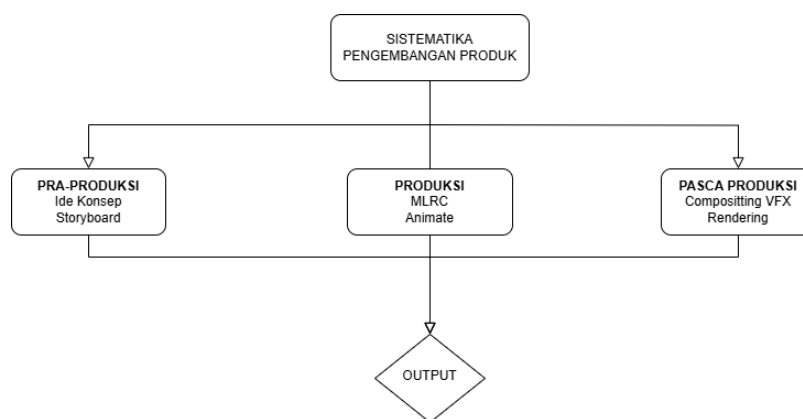 SISTEMATIKA
PENGEMBANGAN PRODUK
PRA-PRODUKSI
Ide Konsep
Storyboard
PRODUKSI
MLRC
Animate
PASCA PRODUKSI
Compositting VFX
Rendering
OUTPUT